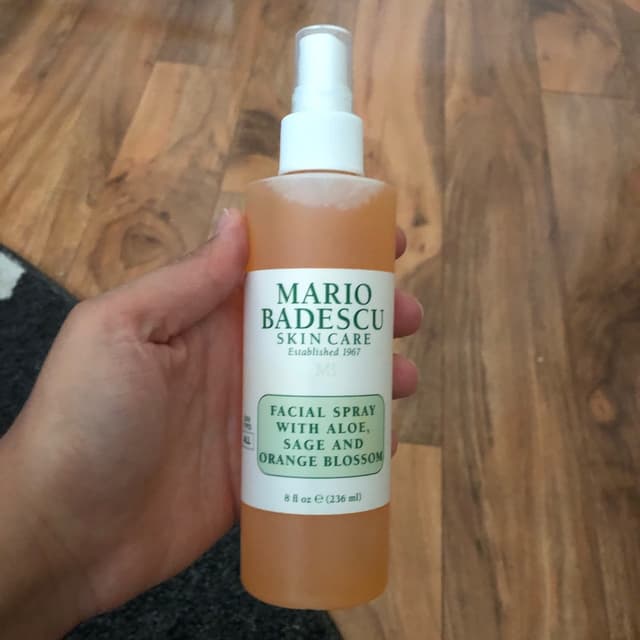 MARIO
BADESCU
SKIN CARE
Established 1967
FACIAL SPRAY
WITH ALOE,
SAGE AND
ORANGE BLOSSOM
8 fl oz ℮ (236 ml)
ALL